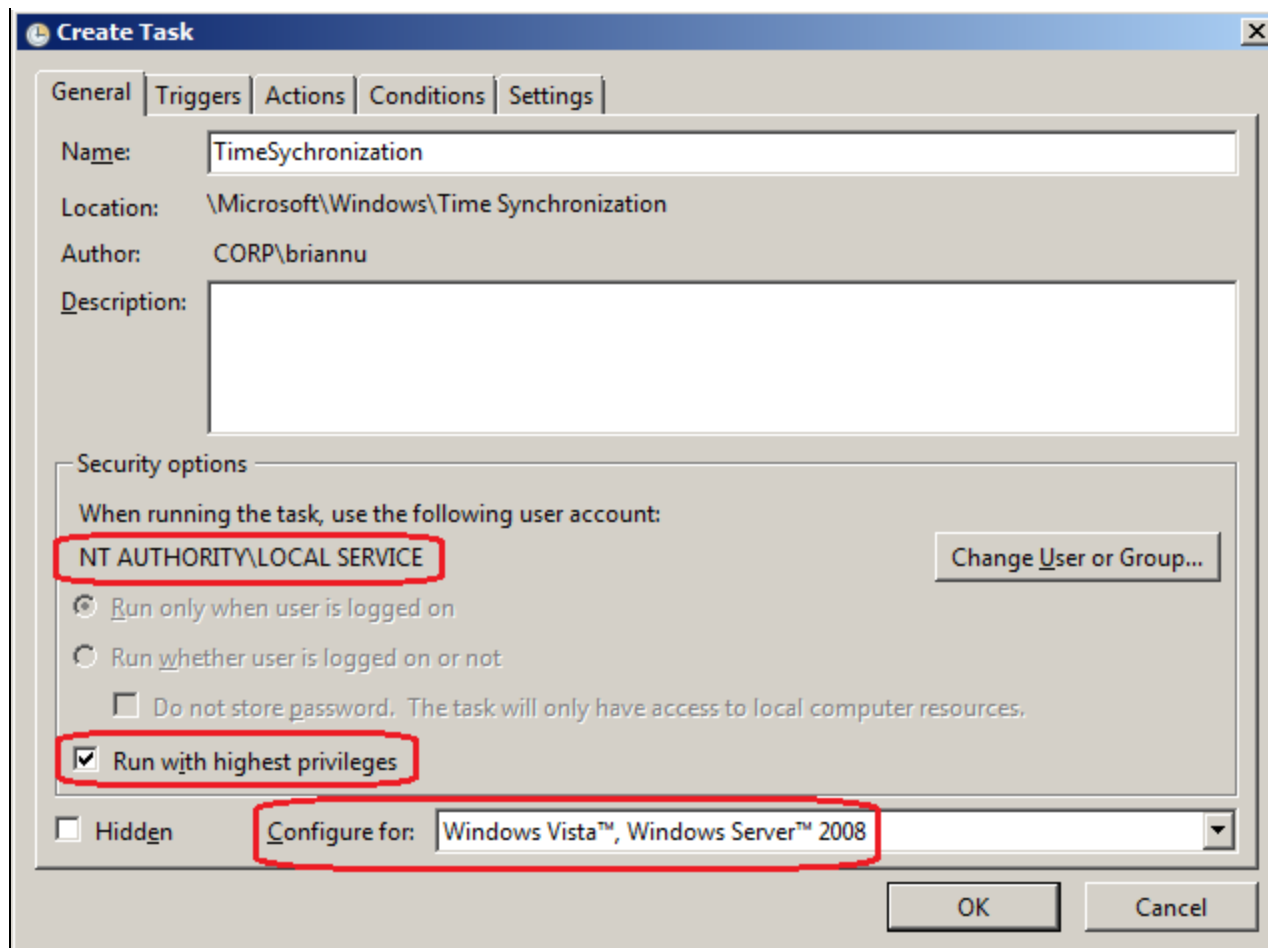 Create Task
General Triggers Actions Conditions Settings
Name: TimeSychronization
Location: \Microsoft\Windows\Time Synchronization
Author: CORP\briannu
Description:
Security options
When running the task, use the following user account:
NT AUTHORITY\LOCAL SERVICE Change User or Group...
Run only when user is logged on
Run whether user is logged on or not
Do not store password. The task will only have access to local computer resources.
Run with highest privileges
Hidden Configure for: Windows Vista™, Windows Server™ 2008
OK Cancel